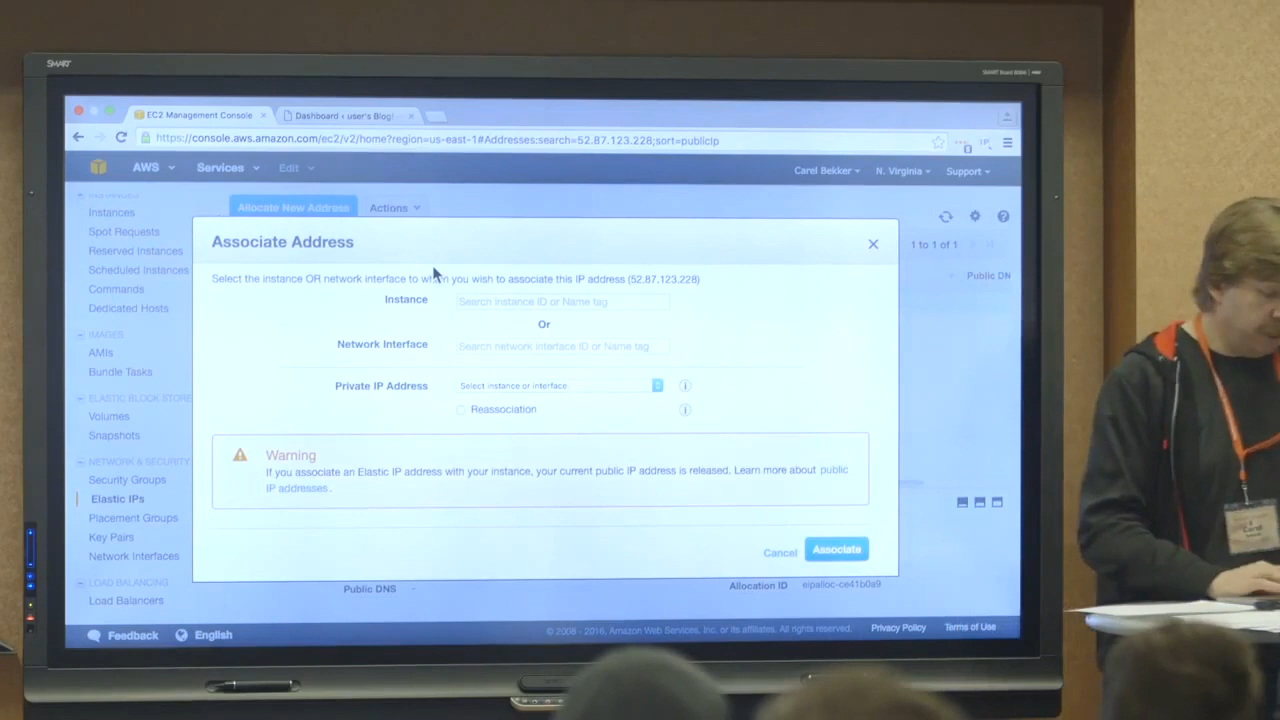 SMART
EC2 Management Console
Dashboard ‹ user's Blog!
https://console.aws.amazon.com/ec2/v2/home?region=us-east-1#Addresses:search=52.87.123.228;sort=publicIp
AWS Services Edit Carel Bekker N. Virginia Support
Instances
Spot Requests
Reserved Instances
Scheduled Instances
Commands
Dedicated Hosts
IMAGES
AMIs
Bundle Tasks
ELASTIC BLOCK STORE
Volumes
Snapshots
NETWORK & SECURITY
Security Groups
Elastic IPs
Placement Groups
Key Pairs
Network Interfaces
LOAD BALANCING
Load Balancers
Allocate New Address Actions
1 to 1 of 1
Public DN
Associate Address
Select the instance OR network interface to which you wish to associate this IP address (52.87.123.228)
Instance Search instance ID or Name tag
Or
Network Interface Search network interface ID or Name tag
Private IP Address Select instance or interface
Reassociation
Warning
If you associate an Elastic IP address with your instance, your current public IP address is released. Learn more about public
IP addresses.
Cancel Associate
Public DNS - Allocation ID eipalloc-ce41b0a9
Feedback English © 2008 - 2016, Amazon Web Services, Inc. or its affiliates. All rights reserved. Privacy Policy Terms of Use